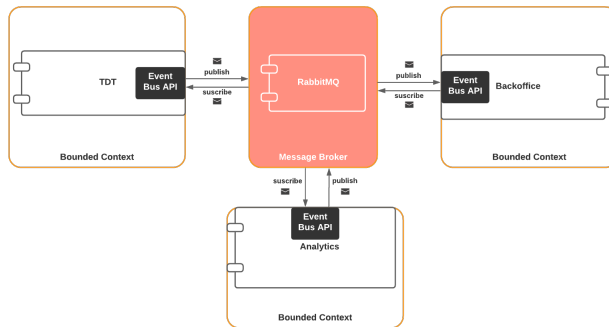 TDT
Event
Bus API
publish
suscribe
Bounded Context
RabbitMQ
Message Broker
publish
suscribe
Event
Bus API
Backoffice
Bounded Context
suscribe
publish
Event
Bus API
Analytics
Bounded Context